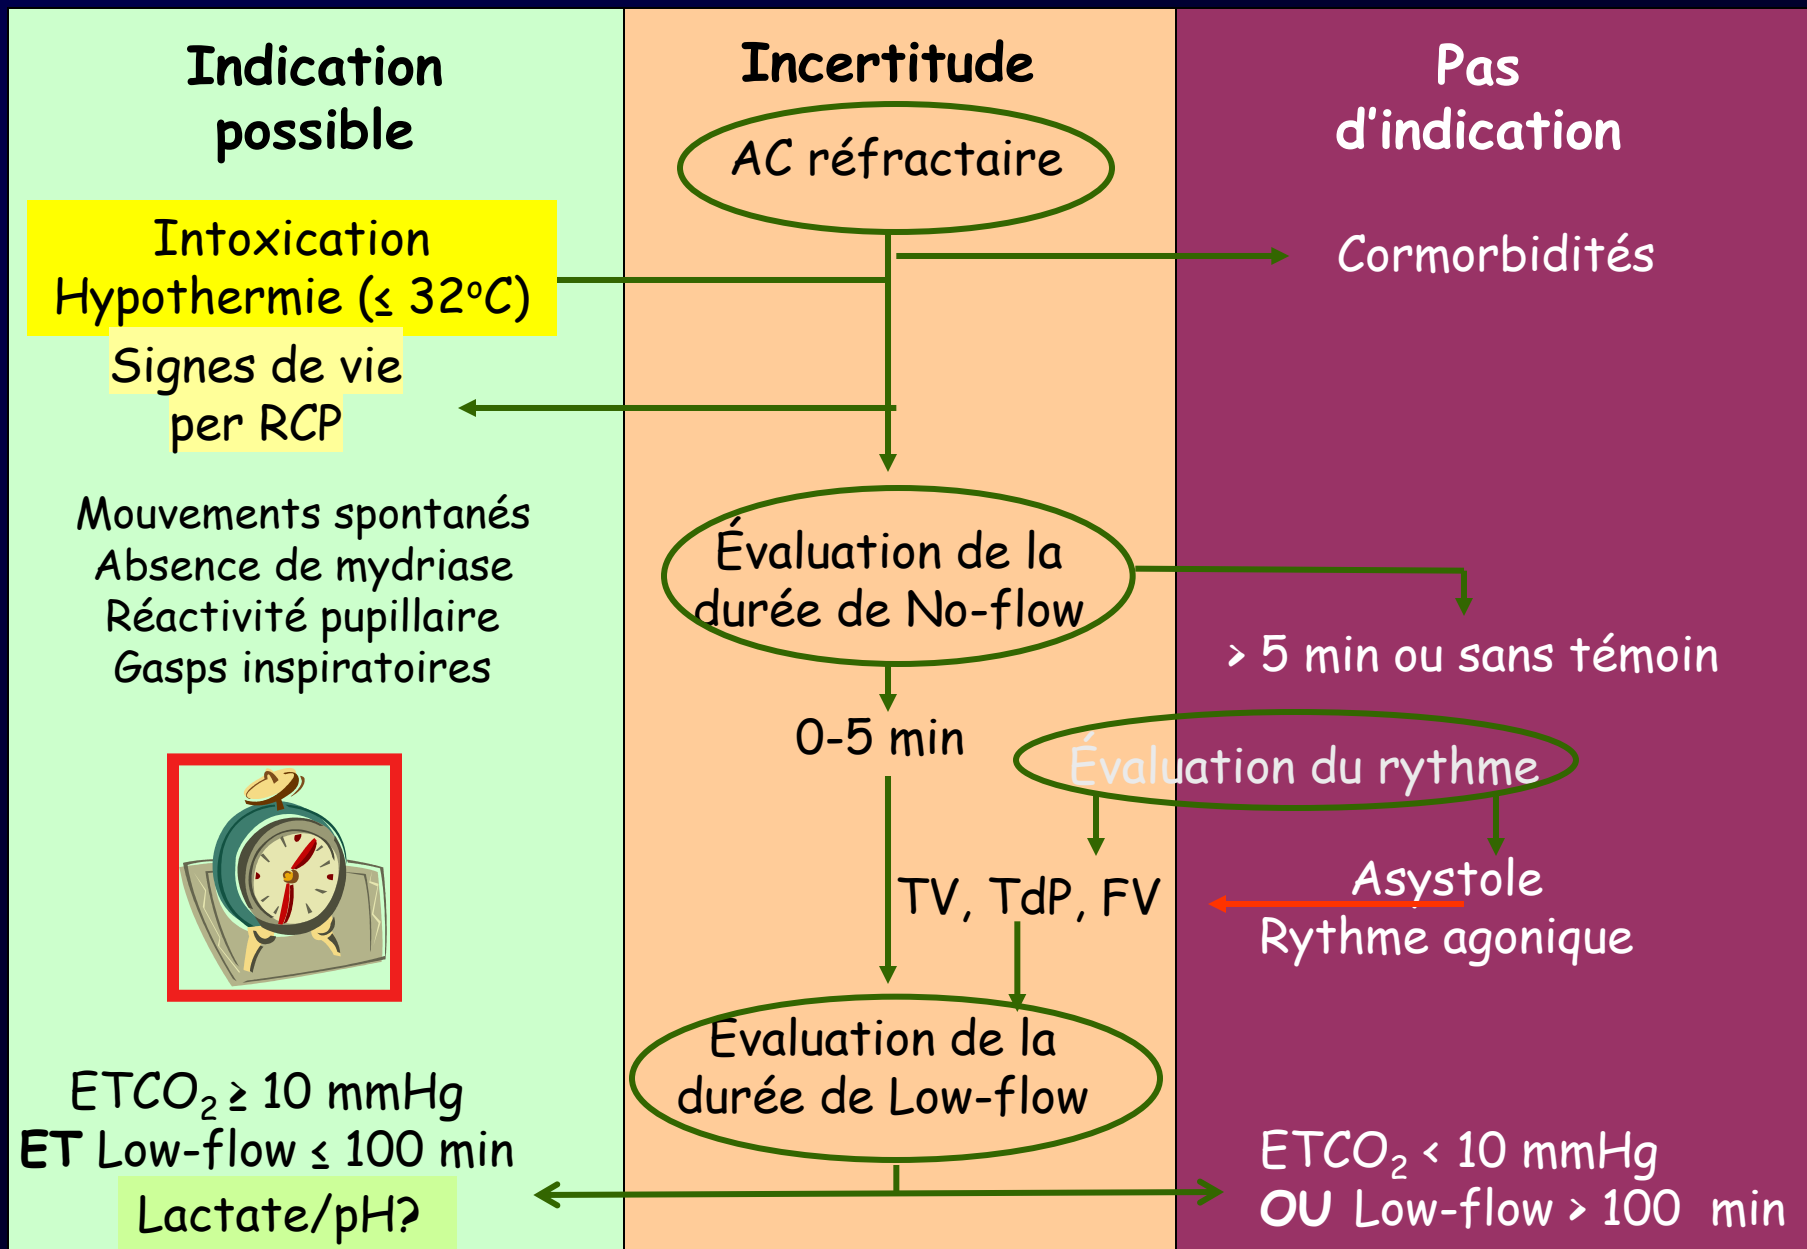 Indication
possible
Intoxication
Hypothermie (≤ 32°C)
Signes de vie
per RCP
Mouvements spontanés
Absence de mydriase
Réactivité pupillaire
Gasps inspiratoires
ETCO₂ ≥ 10 mmHg
ET Low-flow ≤ 100 min
Lactate/pH?
Incertitude
AC réfractaire
Évaluation de la
durée de No-flow
0-5 min
Évaluation du rythme
TV, TdP, FV
Évaluation de la
durée de Low-flow
Pas
d'indication
Cormorbidités
> 5 min ou sans témoin
Asystole
Rythme agonique
ETCO₂ < 10 mmHg
OU Low-flow > 100 min